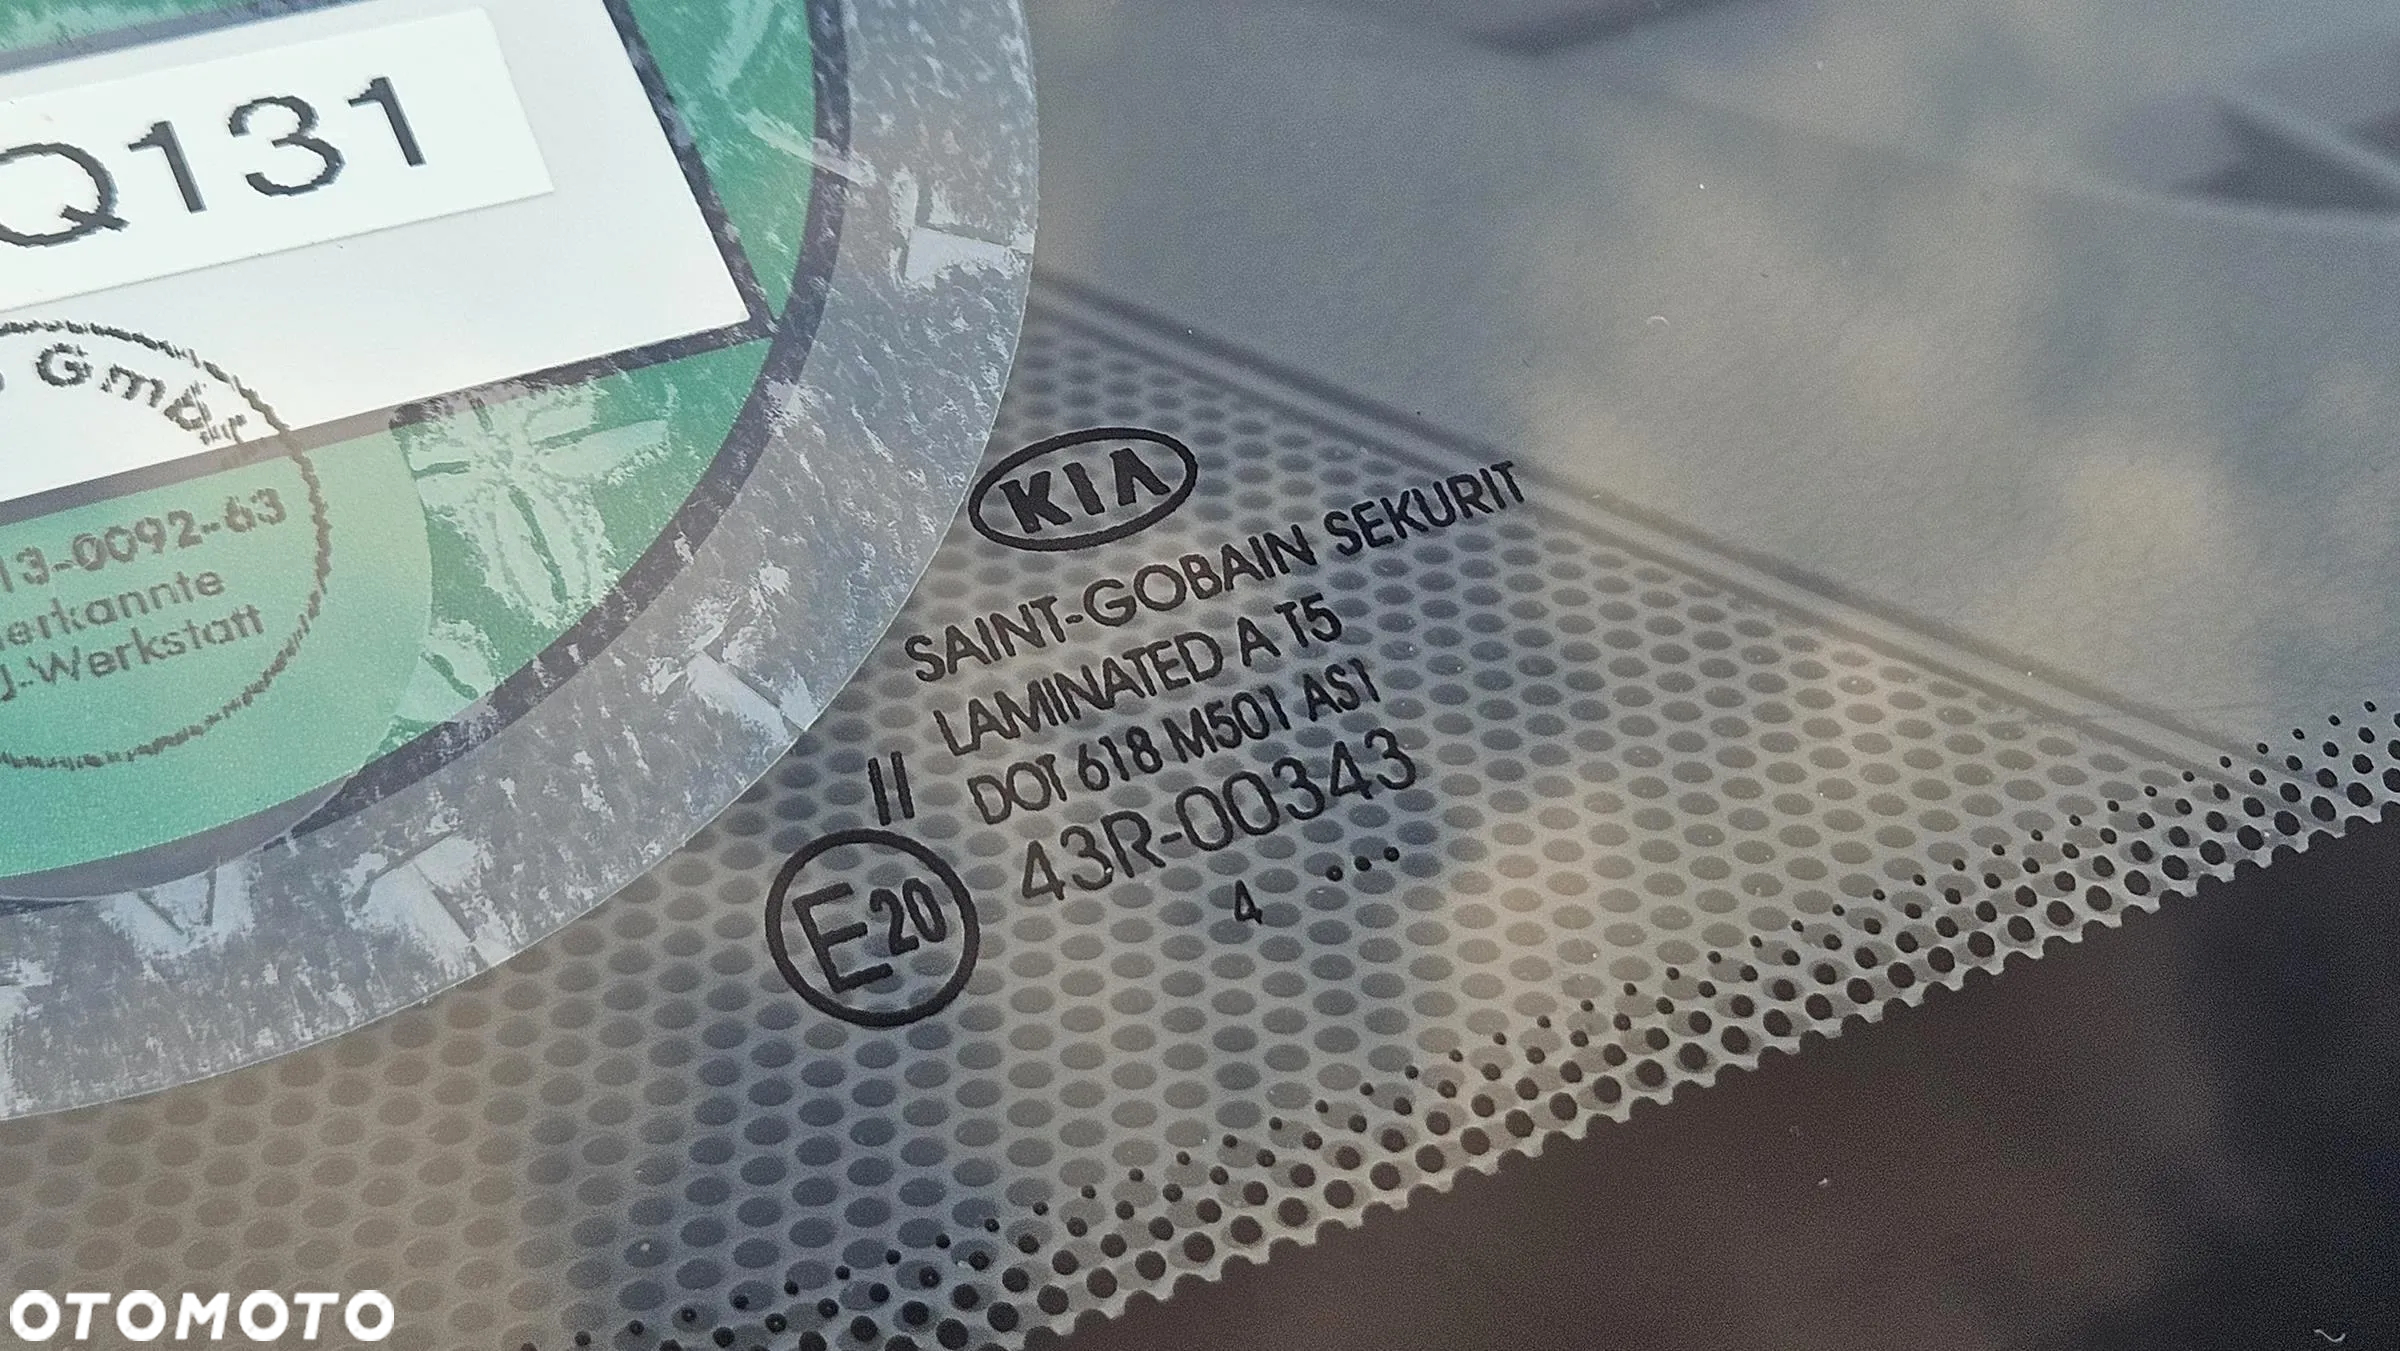 Q131
Gmb
13-0092-63
erkannte
J.-Werkstatt
KIA
SAINT-GOBAIN SEKURIT
LAMINATED A T5
DOT 618 M501 AS1
II 43R-00343
E20
4 ...
OTOMOTO